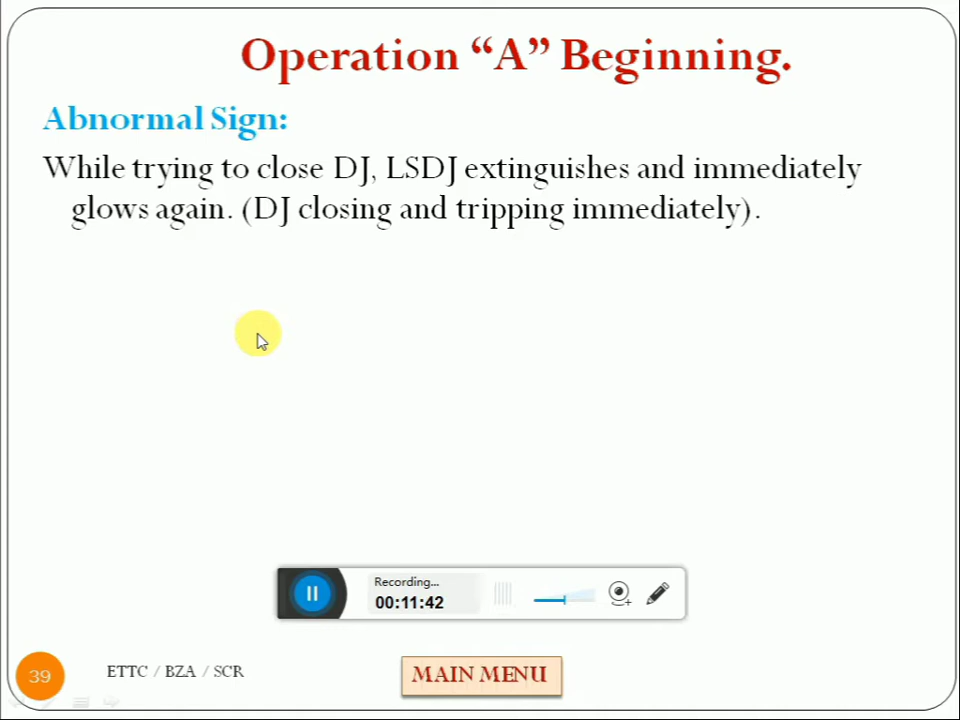 Operation “A” Beginning.
Abnormal Sign:
While trying to close DJ, LSDJ extinguishes and immediately
glows again. (DJ closing and tripping immediately).
Recording...
00:11:42
39
ETTC / BZA / SCR
MAIN MENU